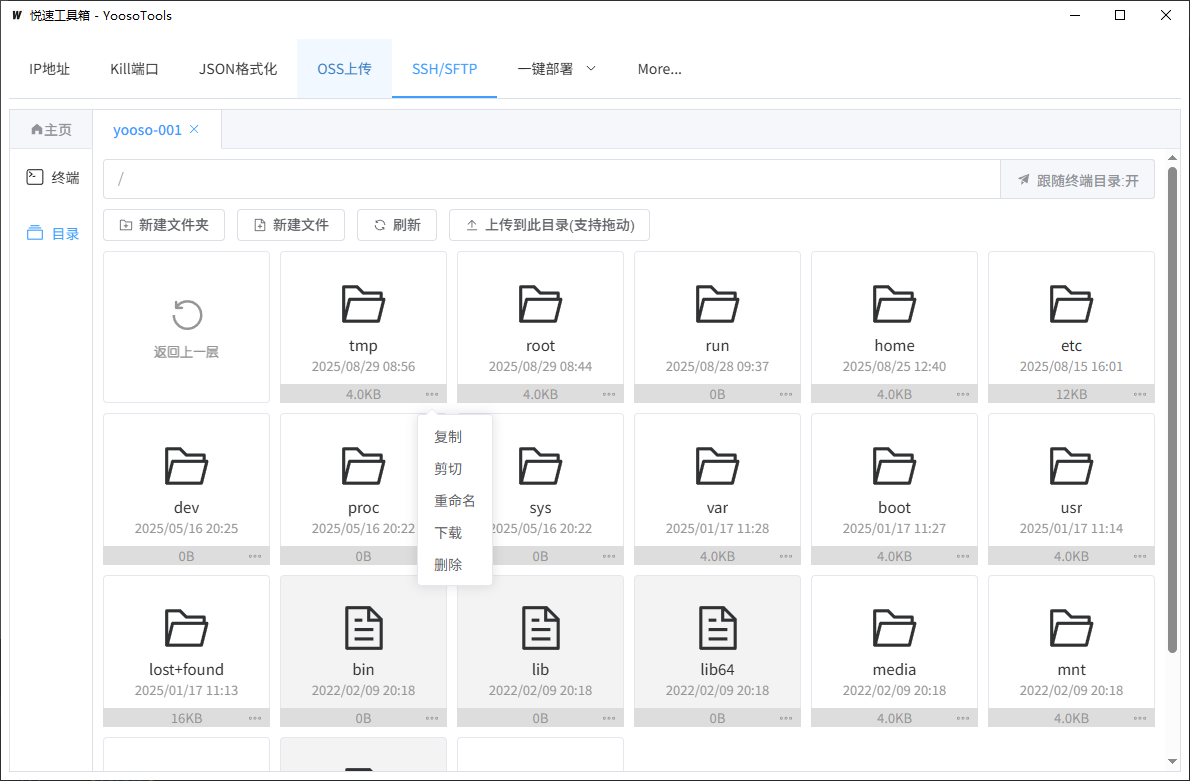 W 悦速工具箱 - YoosoTools
IP地址 Kill端口 JSON格式化 OSS上传 SSH/SFTP 一键部署 More...
主页 yooso-001
终端
目录
/ 跟随终端目录:开
新建文件夹 新建文件 刷新 上传到此目录(支持拖动)
返回上一层
tmp root run home etc
2025/08/29 08:56 2025/08/29 08:44 2025/08/28 09:37 2025/08/25 12:40 2025/08/15 16:01
4.0KB 4.0KB 0B 4.0KB 12KB
复制
剪切
重命名
下载
删除
dev proc sys var boot usr
2025/05/16 20:25 2025/05/16 20:22 2025/05/16 20:22 2025/01/17 11:28 2025/01/17 11:27 2025/01/17 11:14
0B 0B 0B 4.0KB 4.0KB 4.0KB
lost+found bin lib lib64 media mnt
2025/01/17 11:13 2022/02/09 20:18 2022/02/09 20:18 2022/02/09 20:18 2022/02/09 20:18 2022/02/09 20:18
16KB 0B 0B 0B 4.0KB 4.0KB